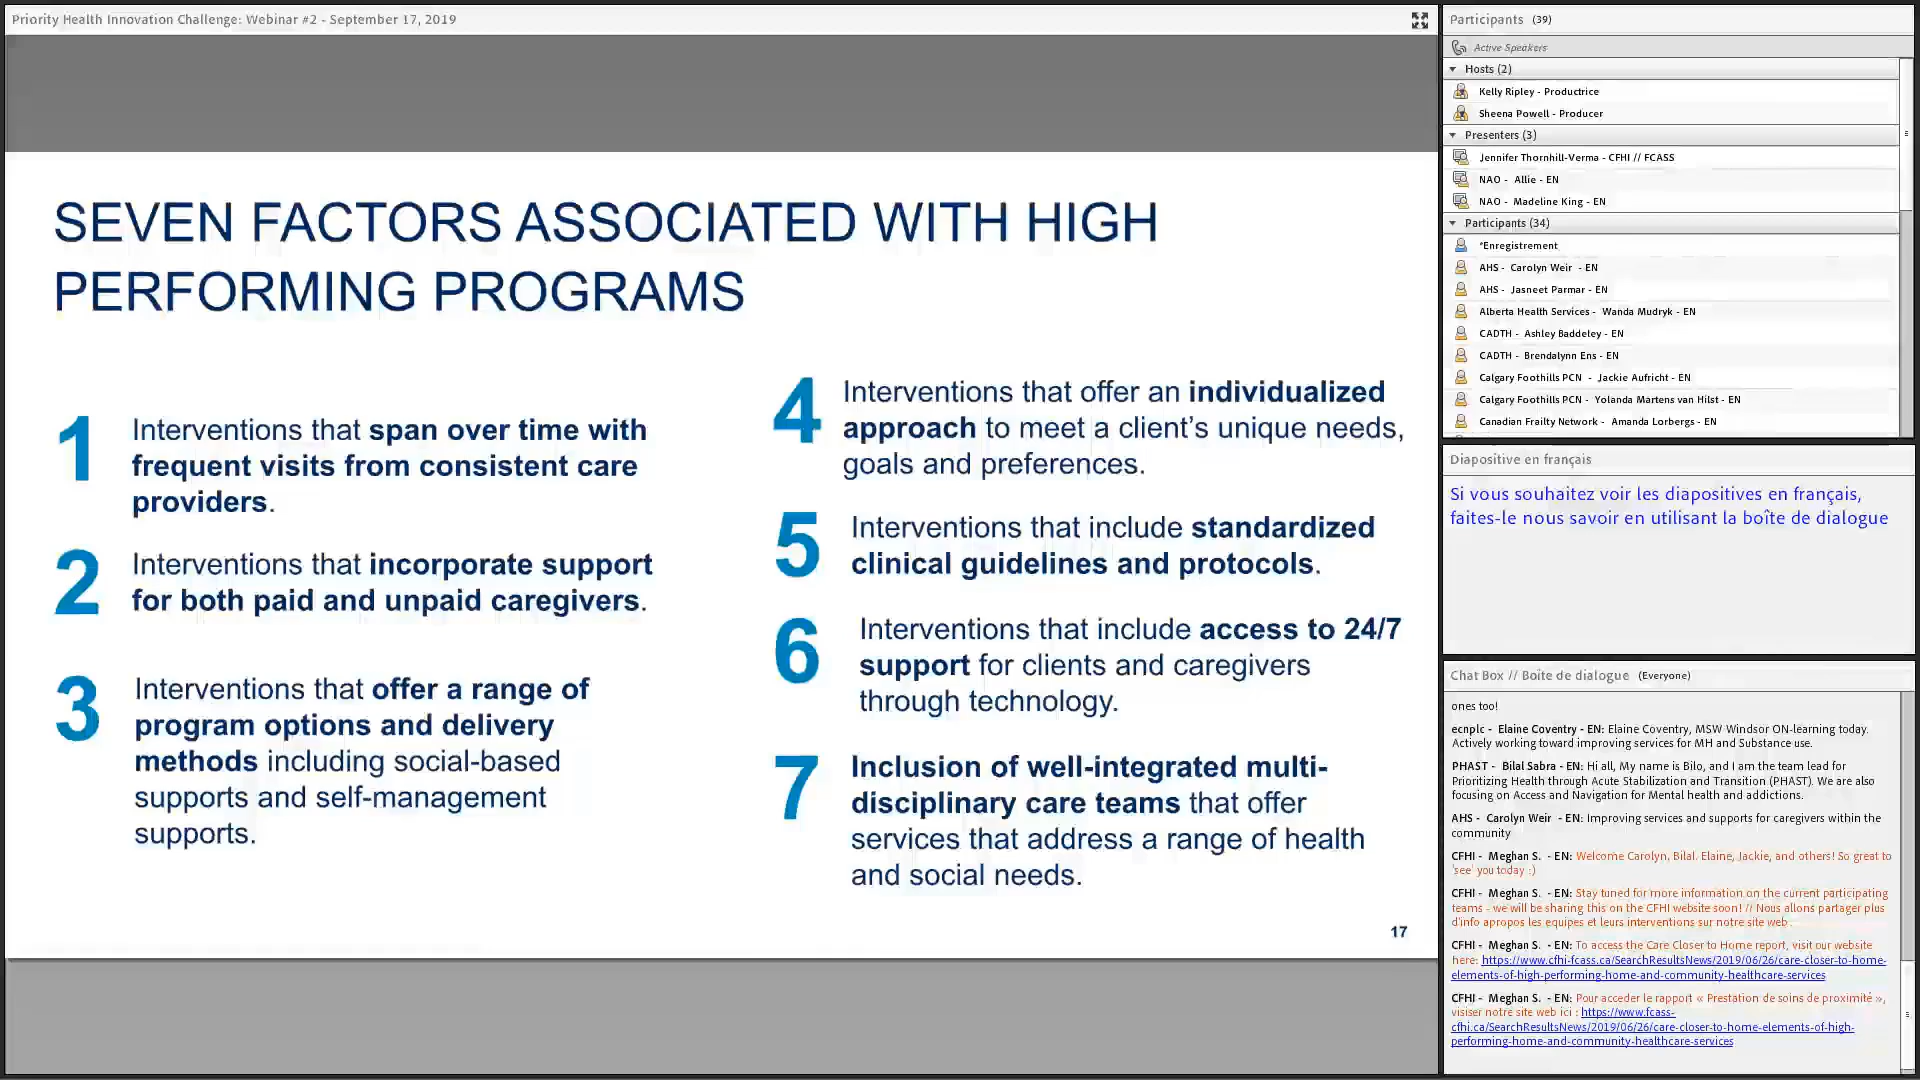 Priority Health Innovation Challenge: Webinar #2 - September 17, 2019
SEVEN FACTORS ASSOCIATED WITH HIGH
PERFORMING PROGRAMS
1
Interventions that span over time with
frequent visits from consistent care
providers.
2
Interventions that incorporate support
for both paid and unpaid caregivers.
3
Interventions that offer a range of
program options and delivery
methods including social-based
supports and self-management
supports.
4
Interventions that offer an individualized
approach to meet a client’s unique needs,
goals and preferences.
5
Interventions that include standardized
clinical guidelines and protocols.
6
Interventions that include access to 24/7
support for clients and caregivers
through technology.
7
Inclusion of well-integrated multi-
disciplinary care teams that offer
services that address a range of health
and social needs.
17
Participants (39)
Active Speakers
Hosts (2)
Kelly Ripley - Productrice
Sheena Powell - Producer
Presenters (3)
Jennifer Thornhill-Verma - CFHI // FCASS
NAO - Allie - EN
NAO - Madeline King - EN
Participants (34)
*Enregistrement
AHS - Carolyn Weir - EN
AHS - Jasneet Parmar - EN
Alberta Health Services - Wanda Mudryk - EN
CADTH - Ashley Baddeley - EN
CADTH - Brendalynn Ens - EN
Calgary Foothills PCN - Jackie Aufricht - EN
Calgary Foothills PCN - Yolanda Martens van Hilst - EN
Canadian Frailty Network - Amanda Lorbergs - EN
Diapositive en français
Si vous souhaitez voir les diapositives en français,
faites-le nous savoir en utilisant la boîte de dialogue
Chat Box // Boîte de dialogue (Everyone)
ones too!
ecnplc - Elaine Coventry - EN: Elaine Coventry, MSW Windsor ON-learning today.
Actively working toward improving services for MH and Substance use.
PHAST - Bilal Sabra - EN: Hi all, My name is Bilo, and I am the team lead for
Prioritizing Health through Acute Stabilization and Transition (PHAST). We are also
focusing on Access and Navigation for Mental health and addictions.
AHS - Carolyn Weir - EN: Improving services and supports for caregivers within the
community
CFHI - Meghan S. - EN: Welcome Carolyn, Bilal. Elaine, Jackie, and others! So great to
'see' you today :)
CFHI - Meghan S. - EN: Stay tuned for more information on the current participating
teams - we will be sharing this on the CFHI website soon! // Nous allons partager plus
d'info apropos les equipes et leurs interventions sur notre site web.
CFHI - Meghan S. - EN: To access the Care Closer to Home report, visit our website
here: https://www.cfhi-fcass.ca/SearchResultsNews/2019/06/26/care-closer-to-home-
elements-of-high-performing-home-and-community-healthcare-services
CFHI - Meghan S. - EN: Pour acceder le rapport « Prestation de soins de proximité »,
visiser notre site web ici : https://www.fcass-
cfhi.ca/SearchResultsNews/2019/06/26/care-closer-to-home-elements-of-high-
performing-home-and-community-healthcare-services